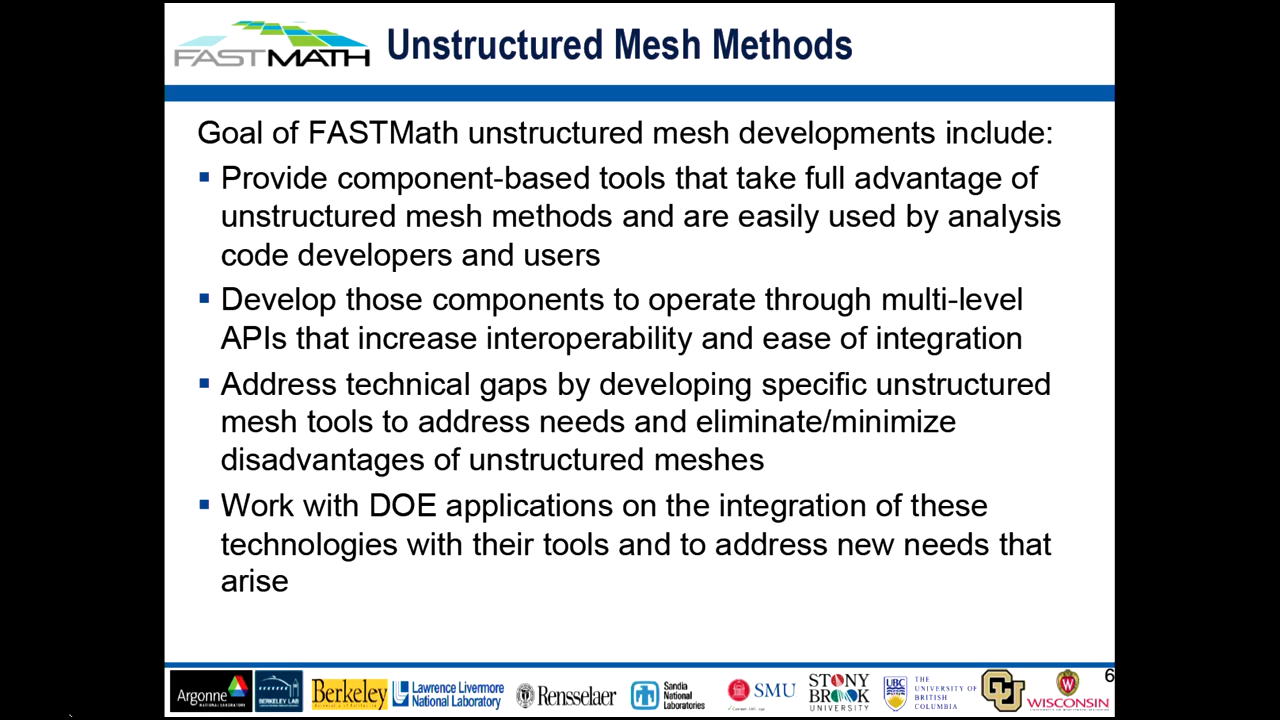 FASTMATH
Unstructured Mesh Methods
Goal of FASTMath unstructured mesh developments include:
Provide component-based tools that take full advantage of
unstructured mesh methods and are easily used by analysis
code developers and users
Develop those components to operate through multi-level
APIs that increase interoperability and ease of integration
Address technical gaps by developing specific unstructured
mesh tools to address needs and eliminate/minimize
disadvantages of unstructured meshes
Work with DOE applications on the integration of these
technologies with their tools and to address new needs that
arise
6
Argonne
NATIONAL LABORATORY
BERKELEY LAB
Berkeley
Lawrence Livermore
National Laboratory
Rensselaer
Sandia
National
Laboratories
SMU
STONY
BROOK
UNIVERSITY
UBC
THE
UNIVERSITY OF
BRITISH
COLUMBIA
CU
W
WISCONSIN